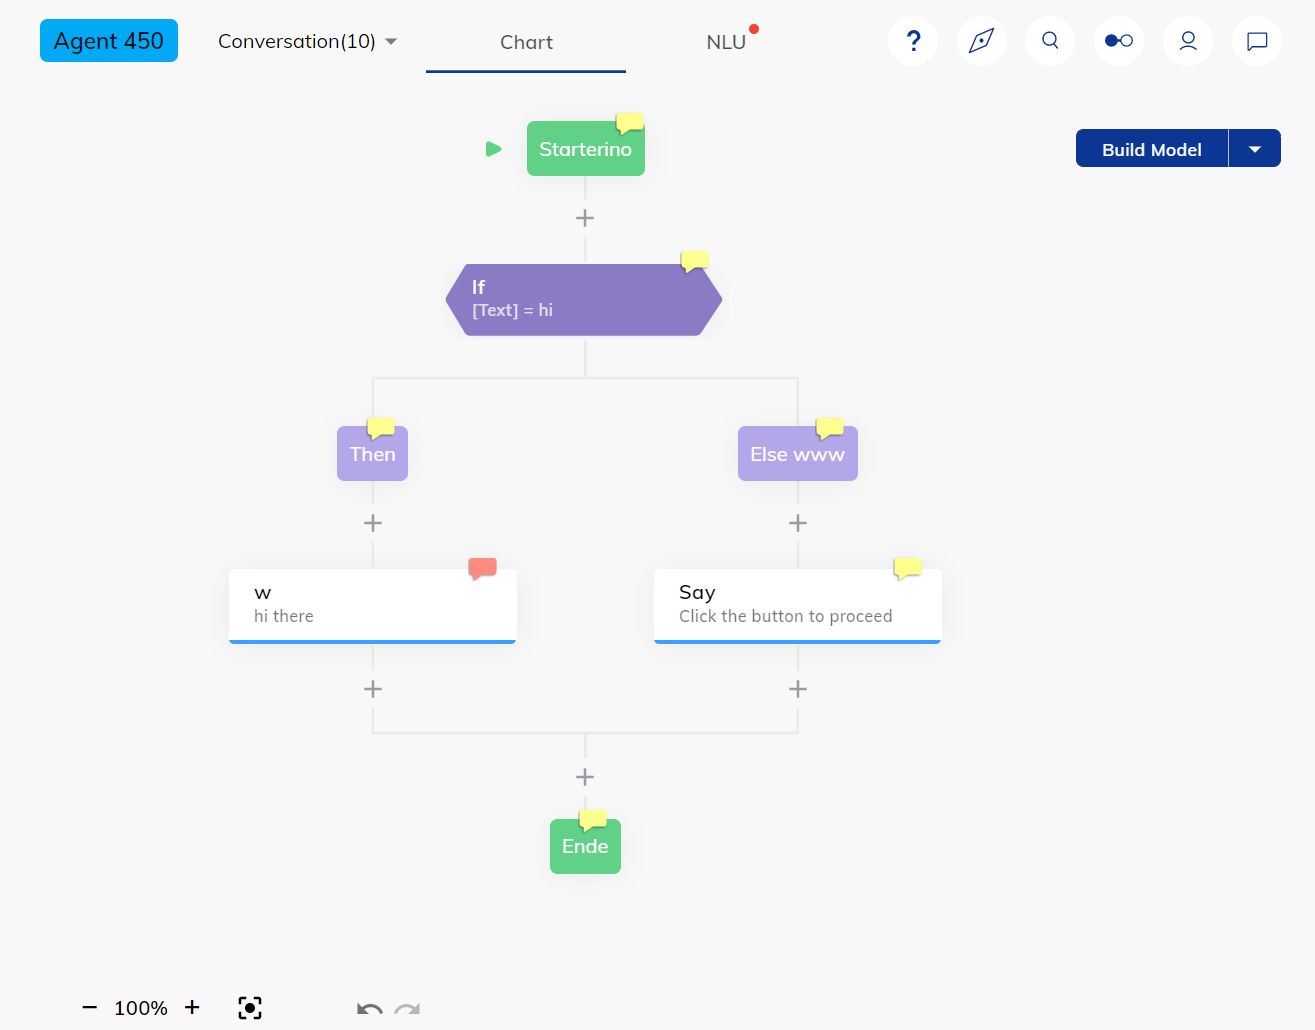 Agent 450
Conversation(10)
Chart
NLU
?
Build Model
Starterino
If
[Text] = hi
Then
Else www
w
hi there
Say
Click the button to proceed
Ende
100%